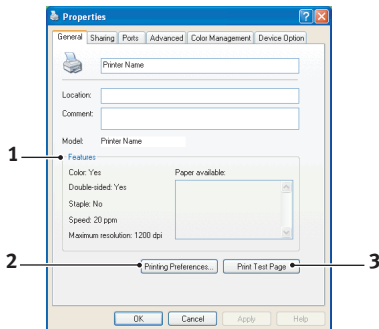 Properties
General Sharing Ports Advanced Color Management Device Option
Printer Name
Location:
Comment:
Model: Printer Name
1
Features
Color: Yes Paper available:
Double-sided: Yes
Staple: No
Speed: 20 ppm
Maximum resolution: 1200 dpi
2 Printing Preferences... Print Test Page 3
OK Cancel Apply Help